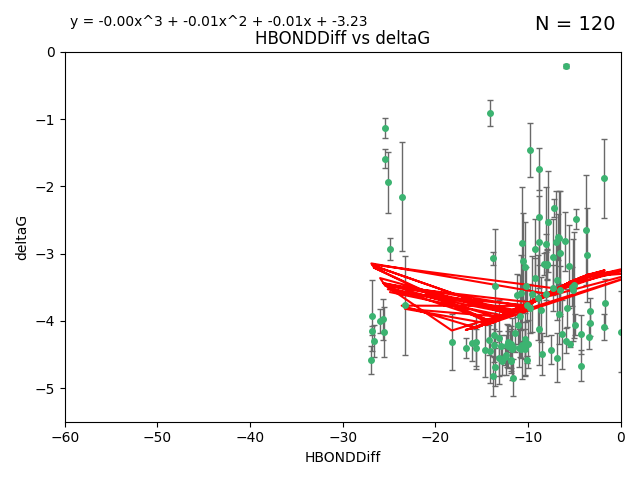 y = -0.00x^3 + -0.01x^2 + -0.01x + -3.23
N = 120
HBONDDiff vs deltaG
0
−1
−2
−3
−4
−5
deltaG
−60 −50 −40 −30 −20 −10 0
HBONDDiff